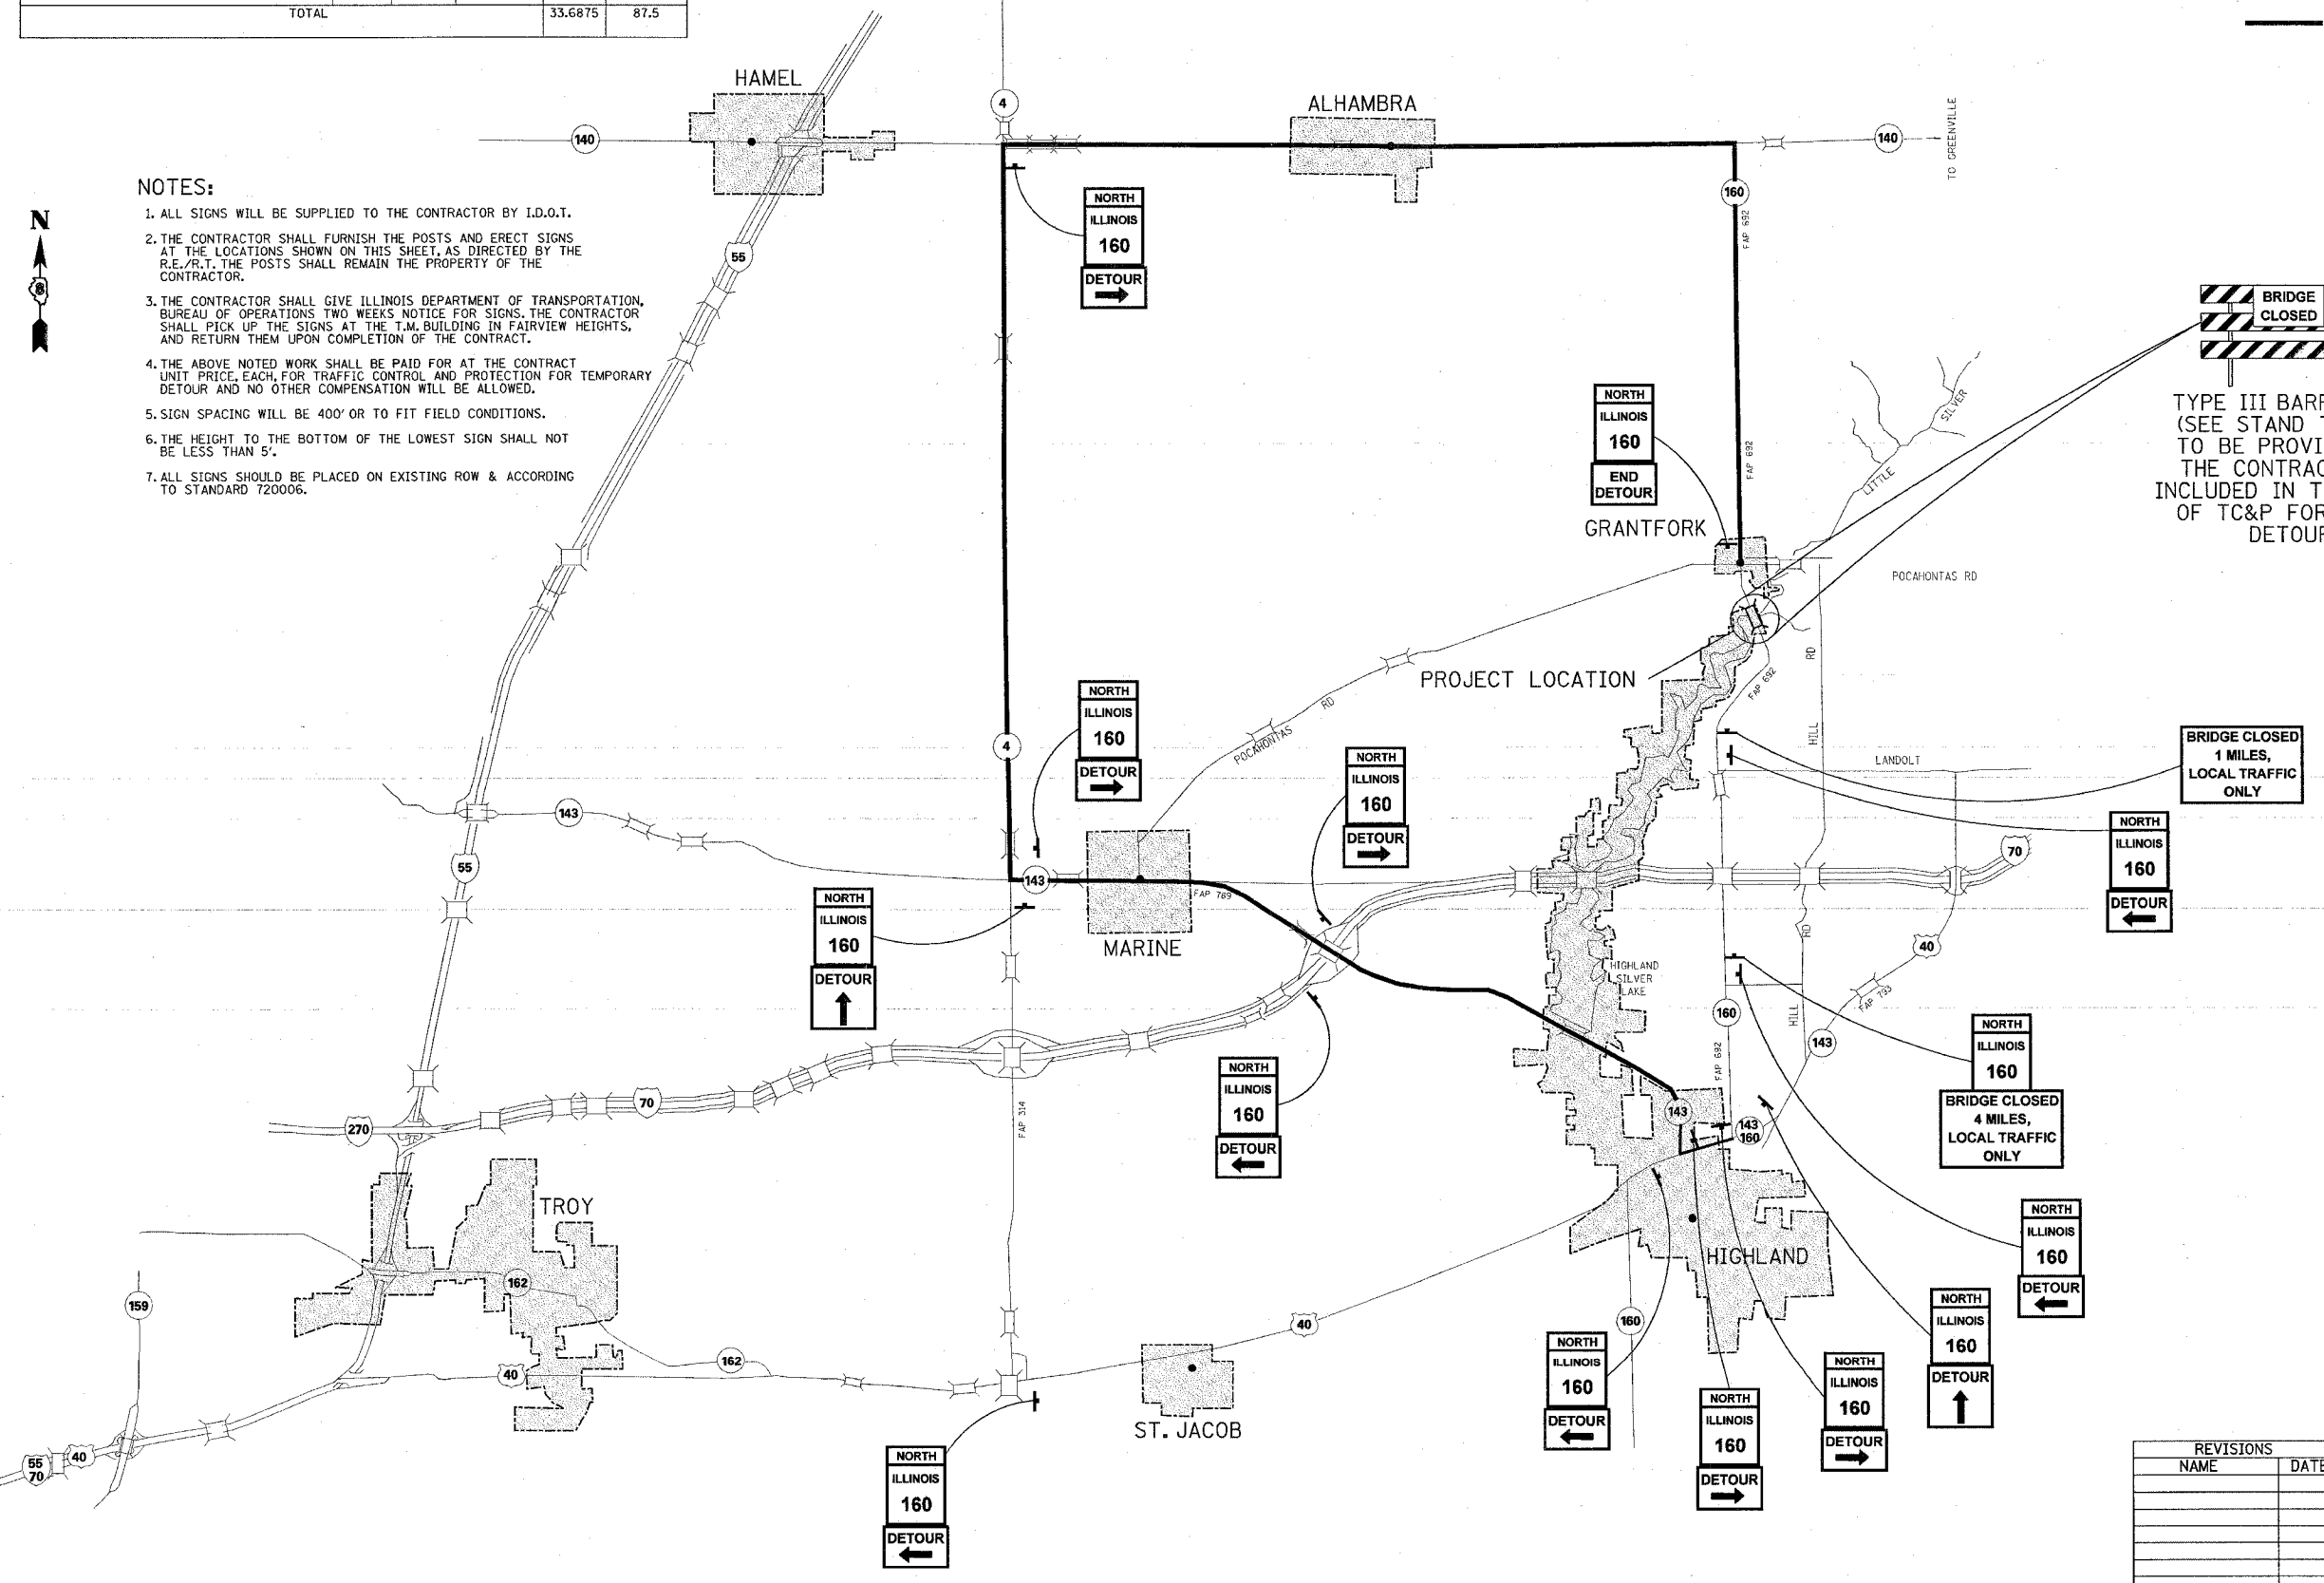 TOTAL 33.6875 87.5
HAMEL
140
4
ALHAMBRA
140
TO GREENVILLE
NOTES:
1. ALL SIGNS WILL BE SUPPLIED TO THE CONTRACTOR BY I.D.O.T.
2. THE CONTRACTOR SHALL FURNISH THE POSTS AND ERECT SIGNS
AT THE LOCATIONS SHOWN ON THIS SHEET, AS DIRECTED BY THE
R.E./R.T. THE POSTS SHALL REMAIN THE PROPERTY OF THE
CONTRACTOR.
3. THE CONTRACTOR SHALL GIVE ILLINOIS DEPARTMENT OF TRANSPORTATION,
BUREAU OF OPERATIONS TWO WEEKS NOTICE FOR SIGNS. THE CONTRACTOR
SHALL PICK UP THE SIGNS AT THE T.M. BUILDING IN FAIRVIEW HEIGHTS,
AND RETURN THEM UPON COMPLETION OF THE CONTRACT.
4. THE ABOVE NOTED WORK SHALL BE PAID FOR AT THE CONTRACT
UNIT PRICE, EACH, FOR TRAFFIC CONTROL AND PROTECTION FOR TEMPORARY
DETOUR AND NO OTHER COMPENSATION WILL BE ALLOWED.
5. SIGN SPACING WILL BE 400' OR TO FIT FIELD CONDITIONS.
6. THE HEIGHT TO THE BOTTOM OF THE LOWEST SIGN SHALL NOT
BE LESS THAN 5'.
7. ALL SIGNS SHOULD BE PLACED ON EXISTING ROW & ACCORDING
TO STANDARD 720006.
N
55
NORTH
ILLINOIS
160
DETOUR
160
FAP 692
BRIDGE
CLOSED
TYPE III BARR
(SEE STAND
TO BE PROVI
THE CONTRAC
INCLUDED IN T
OF TC&P FOR
DETOUR
NORTH
ILLINOIS
160
END
DETOUR
FAP 692
GRANTFORK
LITTLE
SILVER
POCAHONTAS RD
PROJECT LOCATION
FAP 692
HILL
RD
LANDOLT
POCAHONTAS
RD
NORTH
ILLINOIS
160
DETOUR
4
NORTH
ILLINOIS
160
DETOUR
BRIDGE CLOSED
1 MILES,
LOCAL TRAFFIC
ONLY
NORTH
ILLINOIS
160
DETOUR
143
55
143
FAP 769
MARINE
70
NORTH
ILLINOIS
160
DETOUR
HIGHLAND
SILVER
LAKE
RD
40
FAP 793
160
HILL
143
NORTH
ILLINOIS
160
BRIDGE CLOSED
4 MILES,
LOCAL TRAFFIC
ONLY
NORTH
ILLINOIS
160
DETOUR
FAP 692
143
143
160
270
70
FAP 314
TROY
162
159
HIGHLAND
NORTH
ILLINOIS
160
DETOUR
NORTH
ILLINOIS
160
DETOUR
160
40
162
40
NORTH
ILLINOIS
160
DETOUR
NORTH
ILLINOIS
160
DETOUR
NORTH
ILLINOIS
160
DETOUR
ST. JACOB
NORTH
ILLINOIS
160
DETOUR
55
70
40
REVISIONS
NAME DATE